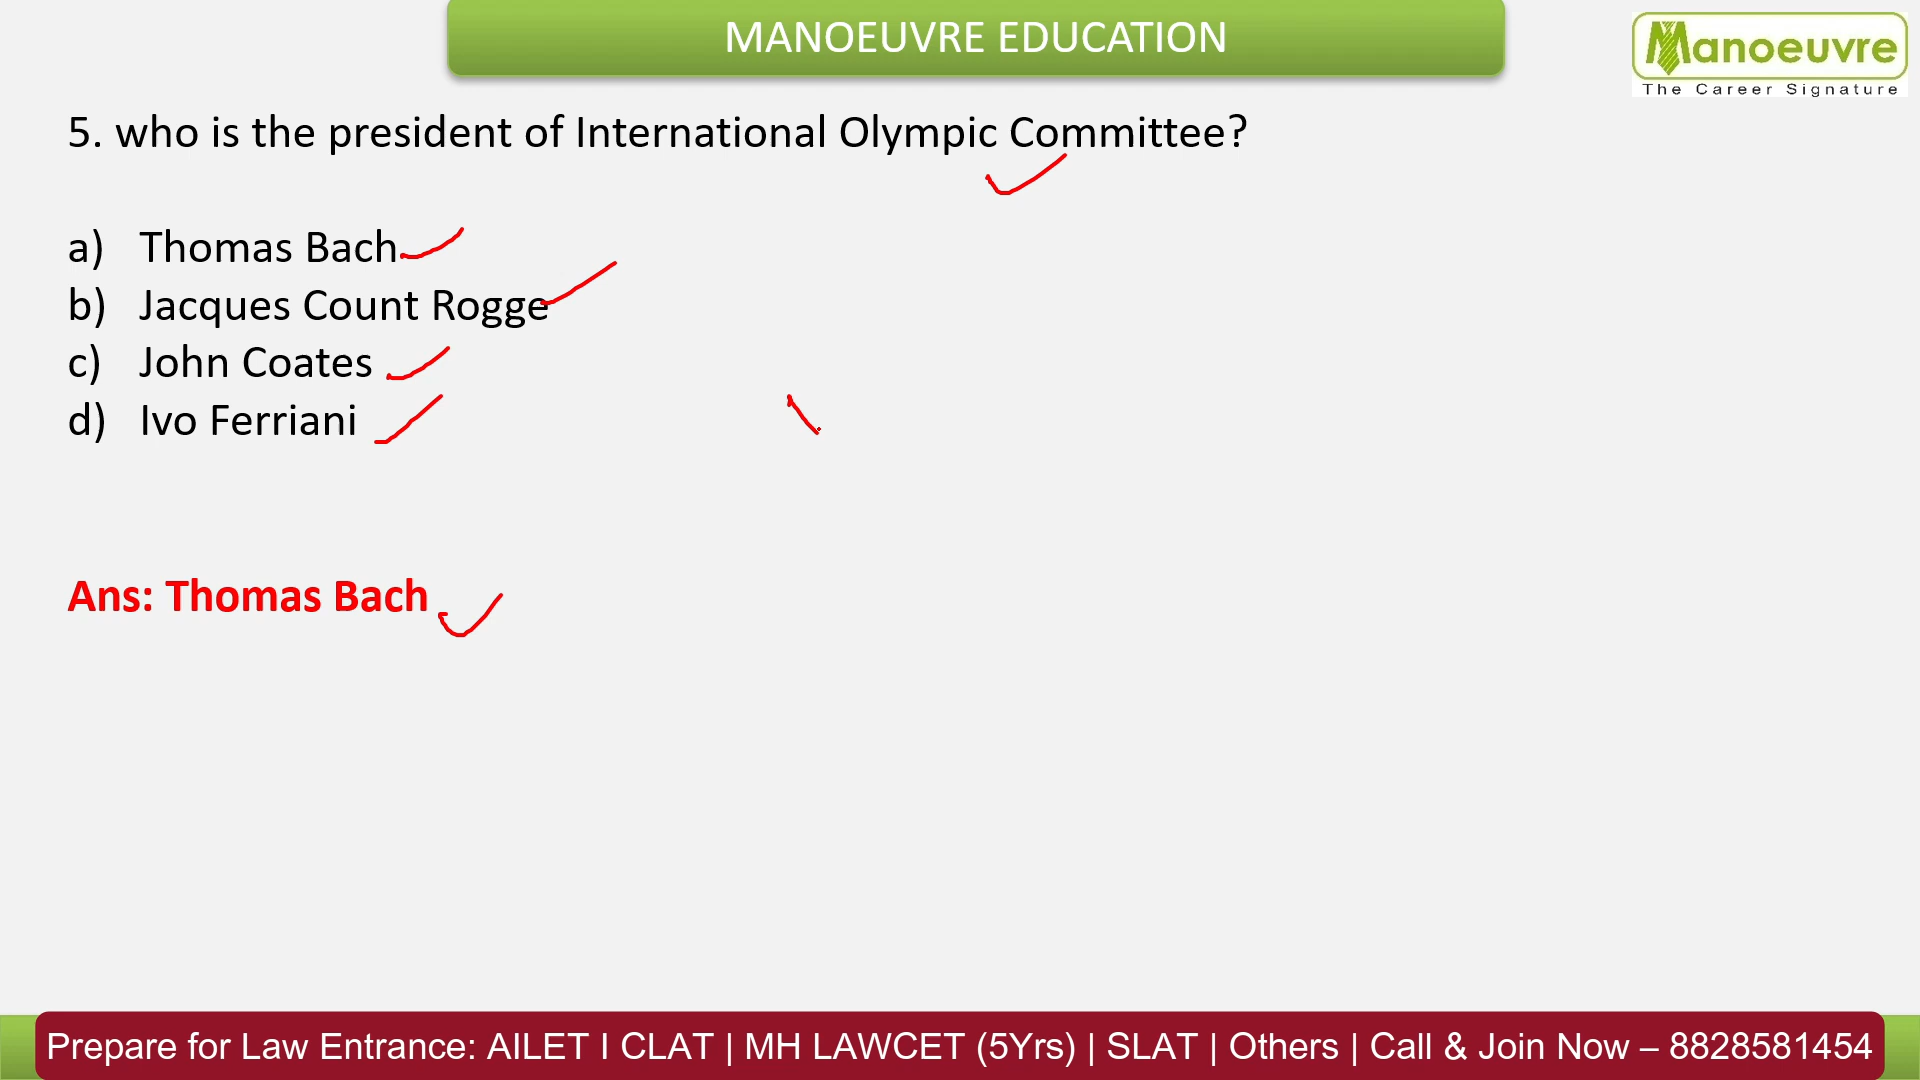 MANOEUVRE EDUCATION
Manoeuvre
The Career Signature
5. who is the president of International Olympic Committee?
a) Thomas Bach
b) Jacques Count Rogge
c) John Coates
d) Ivo Ferriani
Ans: Thomas Bach
Prepare for Law Entrance: AILET I CLAT | MH LAWCET (5Yrs) | SLAT | Others | Call & Join Now – 8828581454